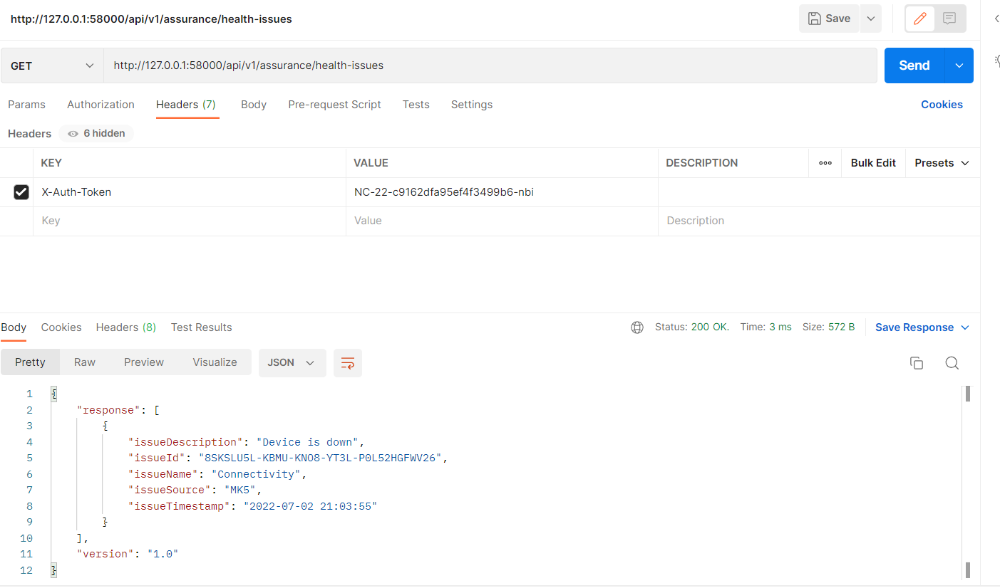 http://127.0.0.1:58000/api/v1/assurance/health-issues
Save
GET
http://127.0.0.1:58000/api/v1/assurance/health-issues
Send
Params Authorization Headers (7) Body Pre-request Script Tests Settings Cookies
Headers 6 hidden
KEY VALUE DESCRIPTION ooo Bulk Edit Presets
X-Auth-Token NC-22-c9162dfa95ef4f3499b6-nbi
Key Value Description
Body Cookies Headers (8) Test Results Status: 200 OK. Time: 3 ms Size: 572 B Save Response
Pretty Raw Preview Visualize JSON
1 {
2 "response": [
3 {
4 "issueDescription": "Device is down",
5 "issueId": "8SKSLU5L-KBMU-KNO8-YT3L-P0L52HGFWV26",
6 "issueName": "Connectivity",
7 "issueSource": "MK5",
8 "issueTimestamp": "2022-07-02 21:03:55"
9 }
10 ],
11 "version": "1.0"
12 }